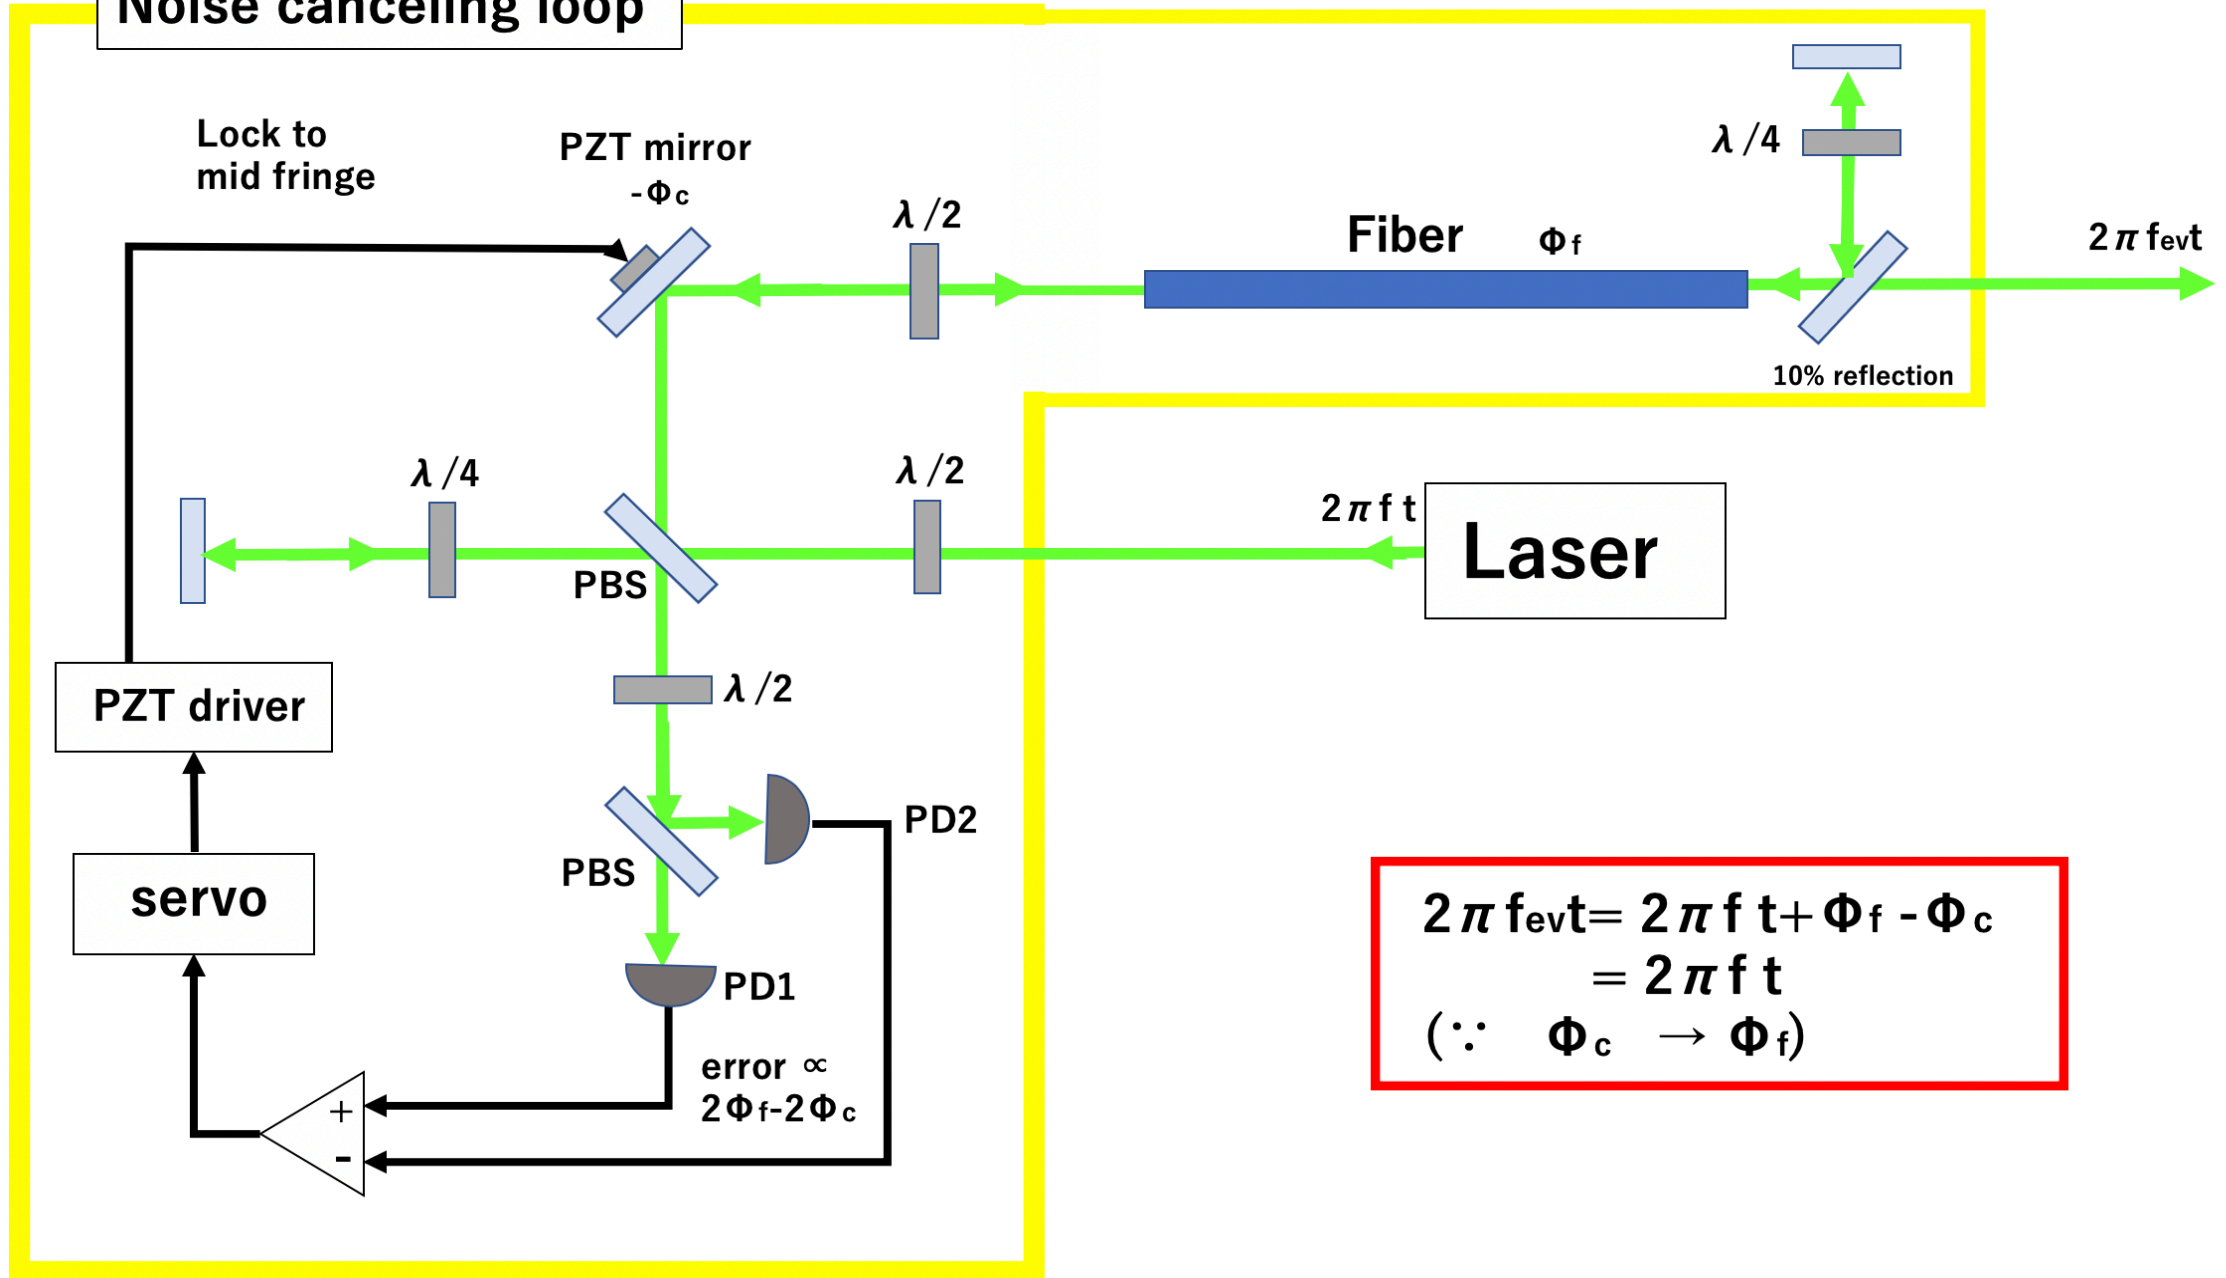 Noise canceling loop
Lock to
mid fringe
PZT mirror
-Φc
λ/2
Fiber Φf
λ/4
2πfevt
10% reflection
λ/4
λ/2
2πf t
Laser
PBS
PZT driver
λ/2
servo
PBS
PD2
PD1
error ∝
2Φf-2Φc
+
-
2πfevt= 2πf t+Φf -Φc
= 2πf t
(∵ Φc → Φf)